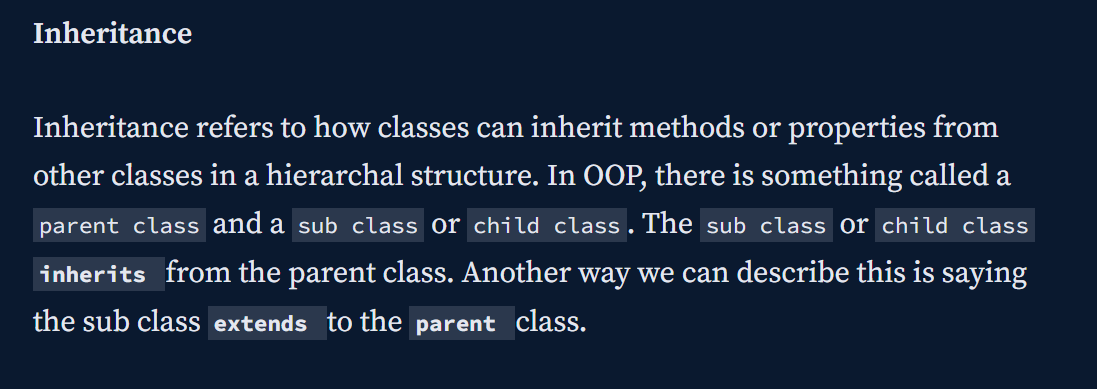 Inheritance
Inheritance refers to how classes can inherit methods or properties from
other classes in a hierarchal structure. In OOP, there is something called a
parent class and a sub class or child class. The sub class or child class
inherits from the parent class. Another way we can describe this is saying
the sub class extends to the parent class.